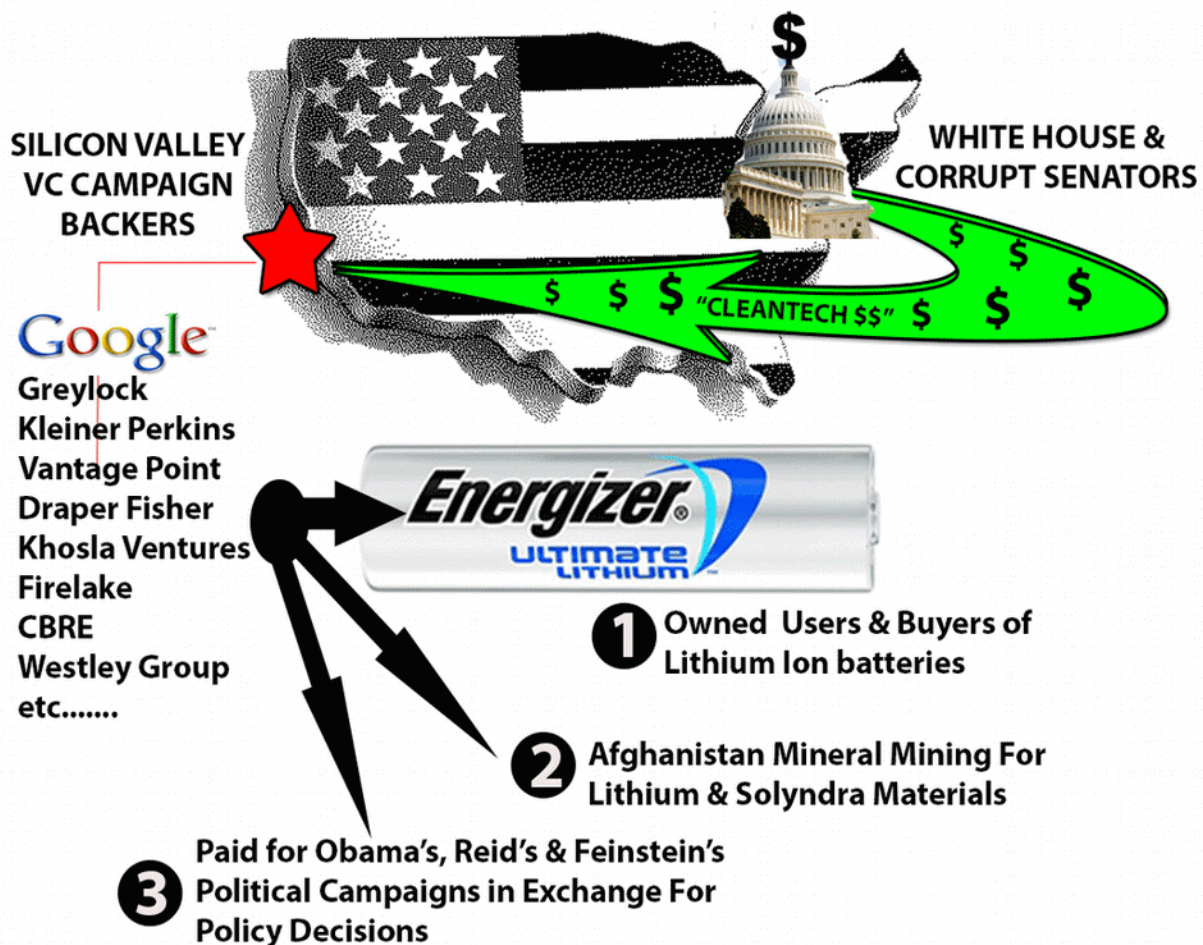 $
SILICON VALLEY
VC CAMPAIGN
BACKERS
WHITE HOUSE &
CORRUPT SENATORS
$ $ $ "CLEANTECH $$" $ $ $ $ $
Google™
Greylock
Kleiner Perkins
Vantage Point
Draper Fisher
Khosla Ventures
Firelake
CBRE
Westley Group
etc.......
Energizer®
ULTIMATE
LITHIUM™
1 Owned Users & Buyers of
Lithium Ion batteries
2 Afghanistan Mineral Mining For
Lithium & Solyndra Materials
3 Paid for Obama's, Reid's & Feinstein's
Political Campaigns in Exchange For
Policy Decisions